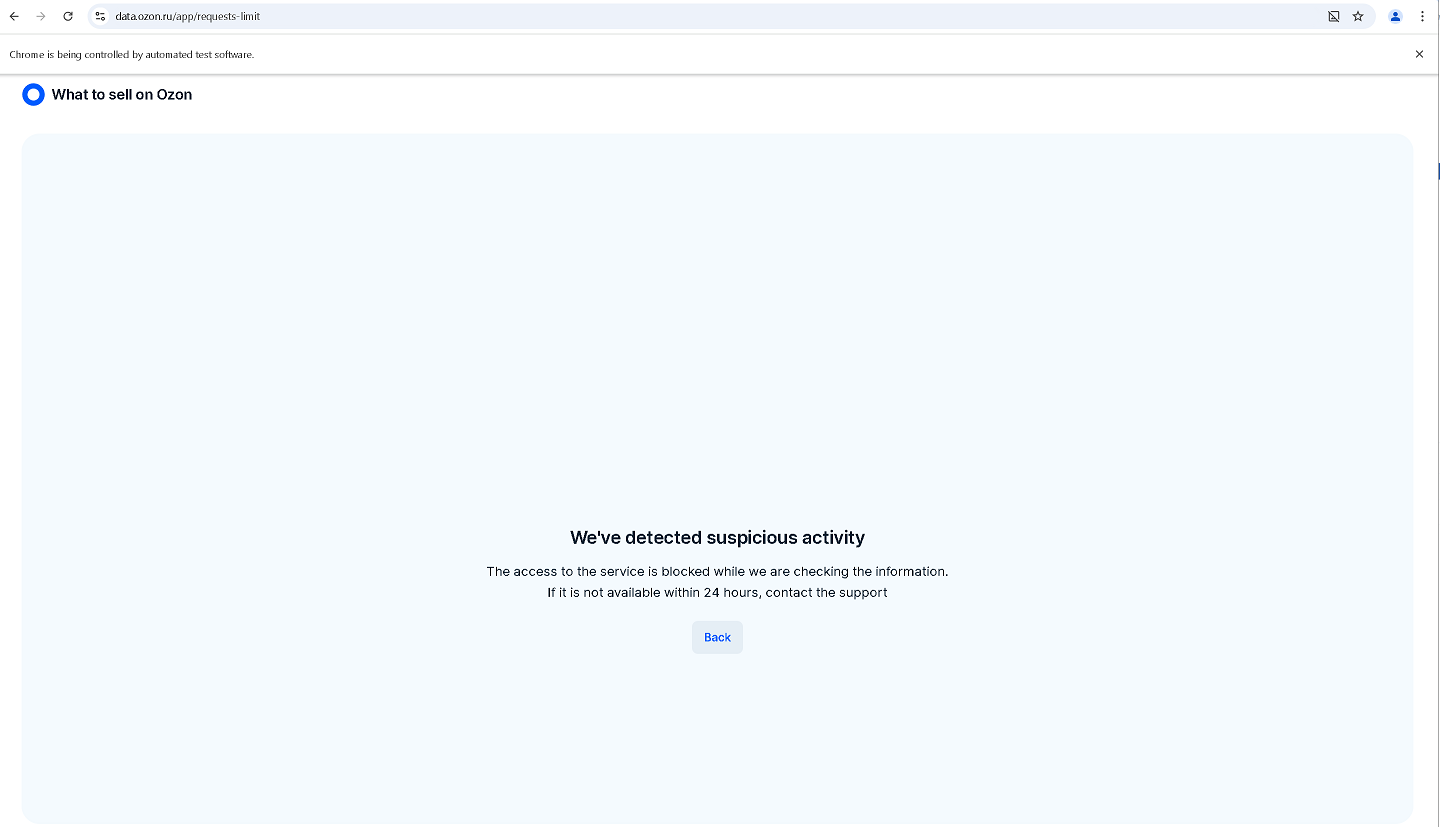 data.ozon.ru/app/requests-limit
Chrome is being controlled by automated test software.
What to sell on Ozon
We've detected suspicious activity
The access to the service is blocked while we are checking the information.
If it is not available within 24 hours, contact the support
Back